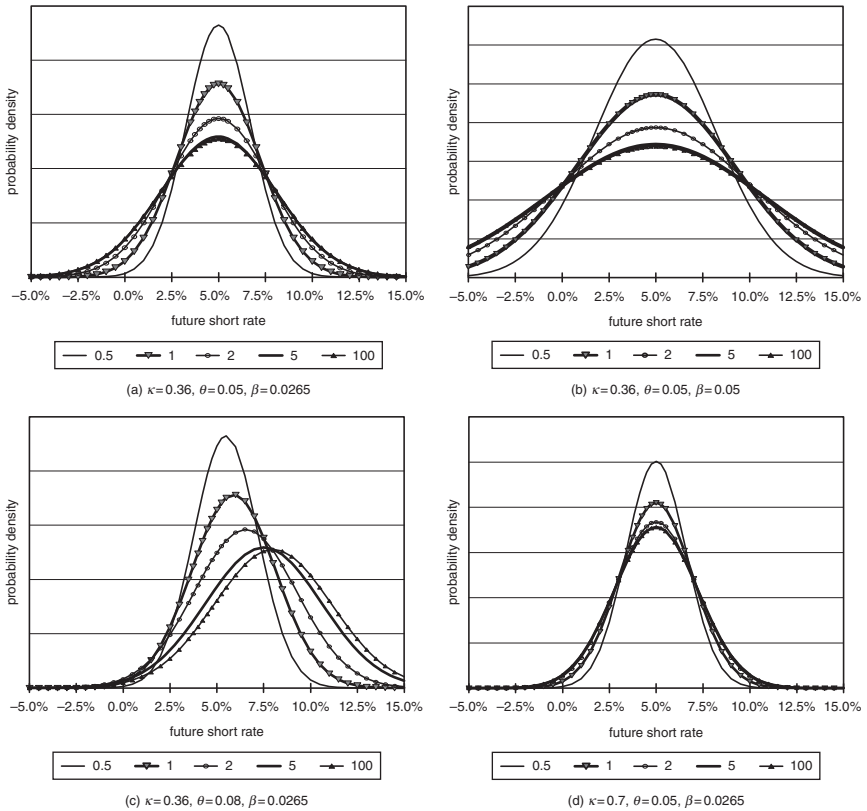 probability density
−5.0% −2.5% 0.0% 2.5% 5.0% 7.5% 10.0% 12.5% 15.0%
future short rate
0.5 1 2 5 100
(a) κ=0.36, θ=0.05, β=0.0265
probability density
−5.0% −2.5% 0.0% 2.5% 5.0% 7.5% 10.0% 12.5% 15.0%
future short rate
0.5 1 2 5 100
(b) κ=0.36, θ=0.05, β=0.05
probability density
−5.0% −2.5% 0.0% 2.5% 5.0% 7.5% 10.0% 12.5% 15.0%
future short rate
0.5 1 2 5 100
(c) κ=0.36, θ=0.08, β=0.0265
probability density
−5.0% −2.5% 0.0% 2.5% 5.0% 7.5% 10.0% 12.5% 15.0%
future short rate
0.5 1 2 5 100
(d) κ=0.7, θ=0.05, β=0.0265